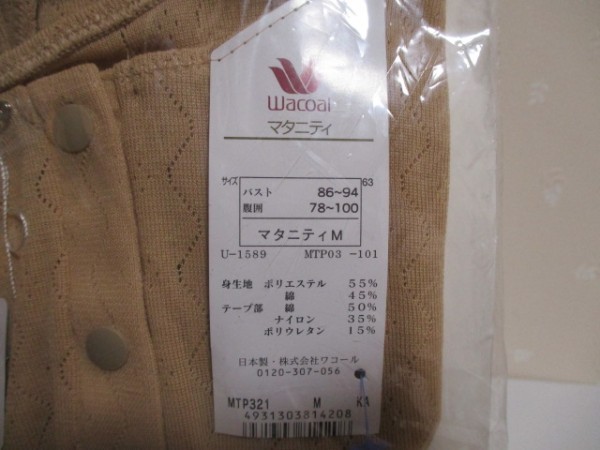 Wacoal
マタニティ
サイズ 63
バスト 86~94
腹囲 78~100
マタニティM
U-1589 MTP03 -101
身生地 ポリエステル 55%
綿 45%
テープ部 綿 50%
ナイロン 35%
ポリウレタン 15%
日本製・株式会社ワコール
0120-307-056
MTP321 M KA
4931303814208